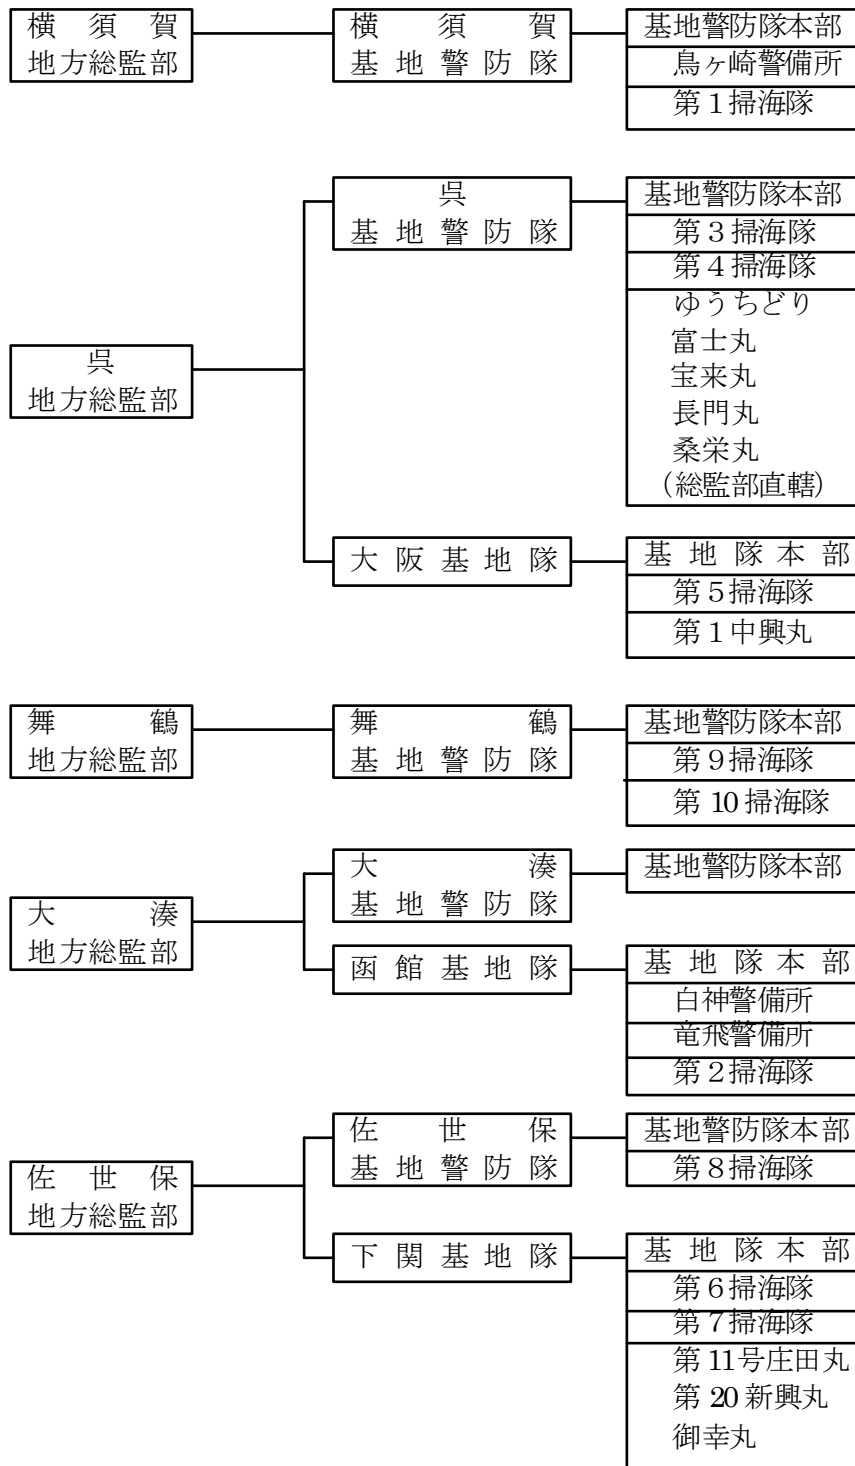 横須賀
地方総監部
横須賀
基地警防隊
基地警防隊本部
鳥ヶ崎警備所
第1掃海隊
呉
地方総監部
呉
基地警防隊
基地警防隊本部
第3掃海隊
第4掃海隊
ゆうちどり
富士丸
宝来丸
長門丸
桑栄丸
(総監部直轄)
大阪基地隊
基地隊本部
第5掃海隊
第1中興丸
舞鶴
地方総監部
舞鶴
基地警防隊
基地警防隊本部
第9掃海隊
第10掃海隊
大湊
地方総監部
大湊
基地警防隊
基地警防隊本部
函館基地隊
基地隊本部
白神警備所
竜飛警備所
第2掃海隊
佐世保
地方総監部
佐世保
基地警防隊
基地警防隊本部
第8掃海隊
下関基地隊
基地隊本部
第6掃海隊
第7掃海隊
第11号庄田丸
第20新興丸
御幸丸